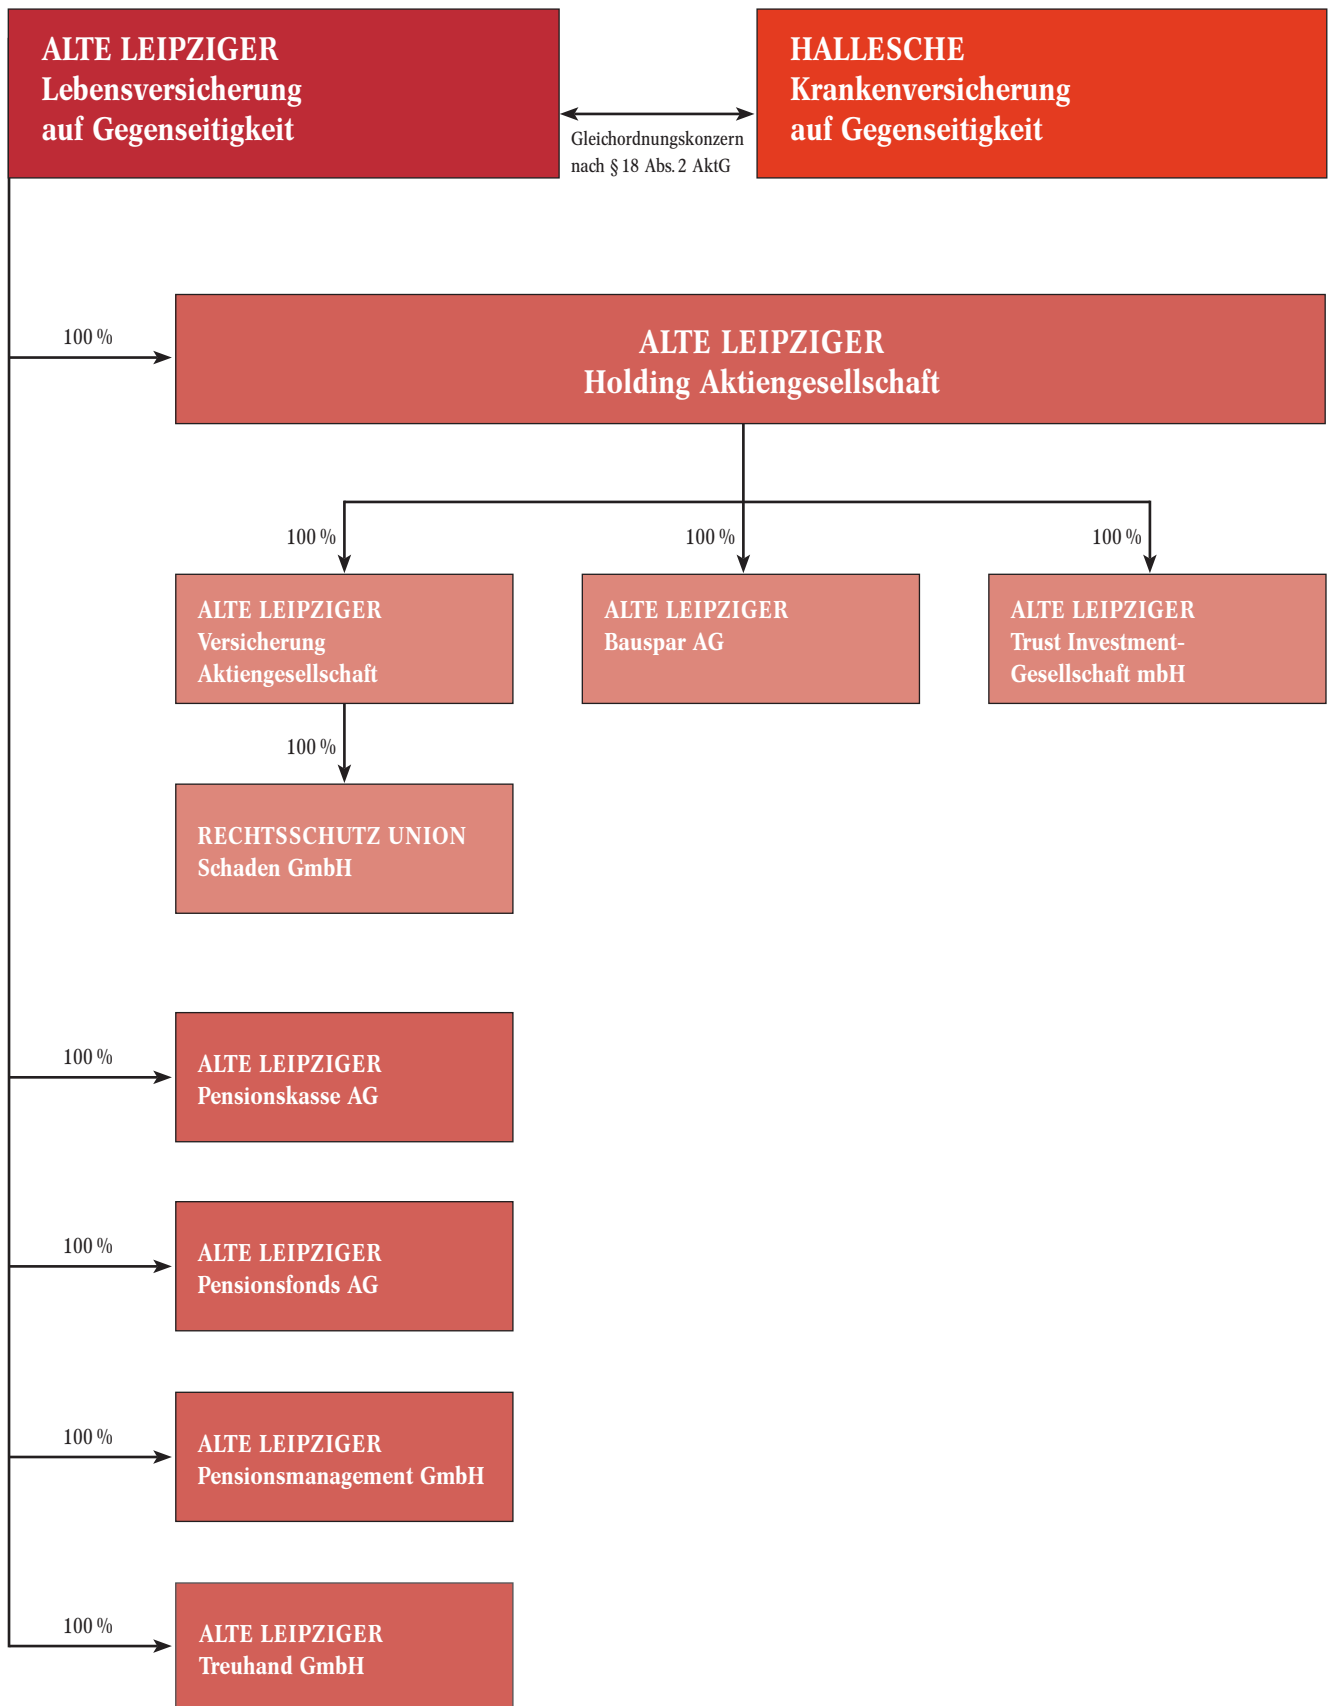 ALTE LEIPZIGER
Lebensversicherung
auf Gegenseitigkeit
Gleichordnungskonzern
nach § 18 Abs. 2 AktG
HALLESCHE
Krankenversicherung
auf Gegenseitigkeit
100 %
ALTE LEIPZIGER
Holding Aktiengesellschaft
100 %
100 %
100 %
ALTE LEIPZIGER
Versicherung
Aktiengesellschaft
ALTE LEIPZIGER
Bauspar AG
ALTE LEIPZIGER
Trust Investment-
Gesellschaft mbH
100 %
RECHTSSCHUTZ UNION
Schaden GmbH
100 %
ALTE LEIPZIGER
Pensionskasse AG
100 %
ALTE LEIPZIGER
Pensionsfonds AG
100 %
ALTE LEIPZIGER
Pensionsmanagement GmbH
100 %
ALTE LEIPZIGER
Treuhand GmbH